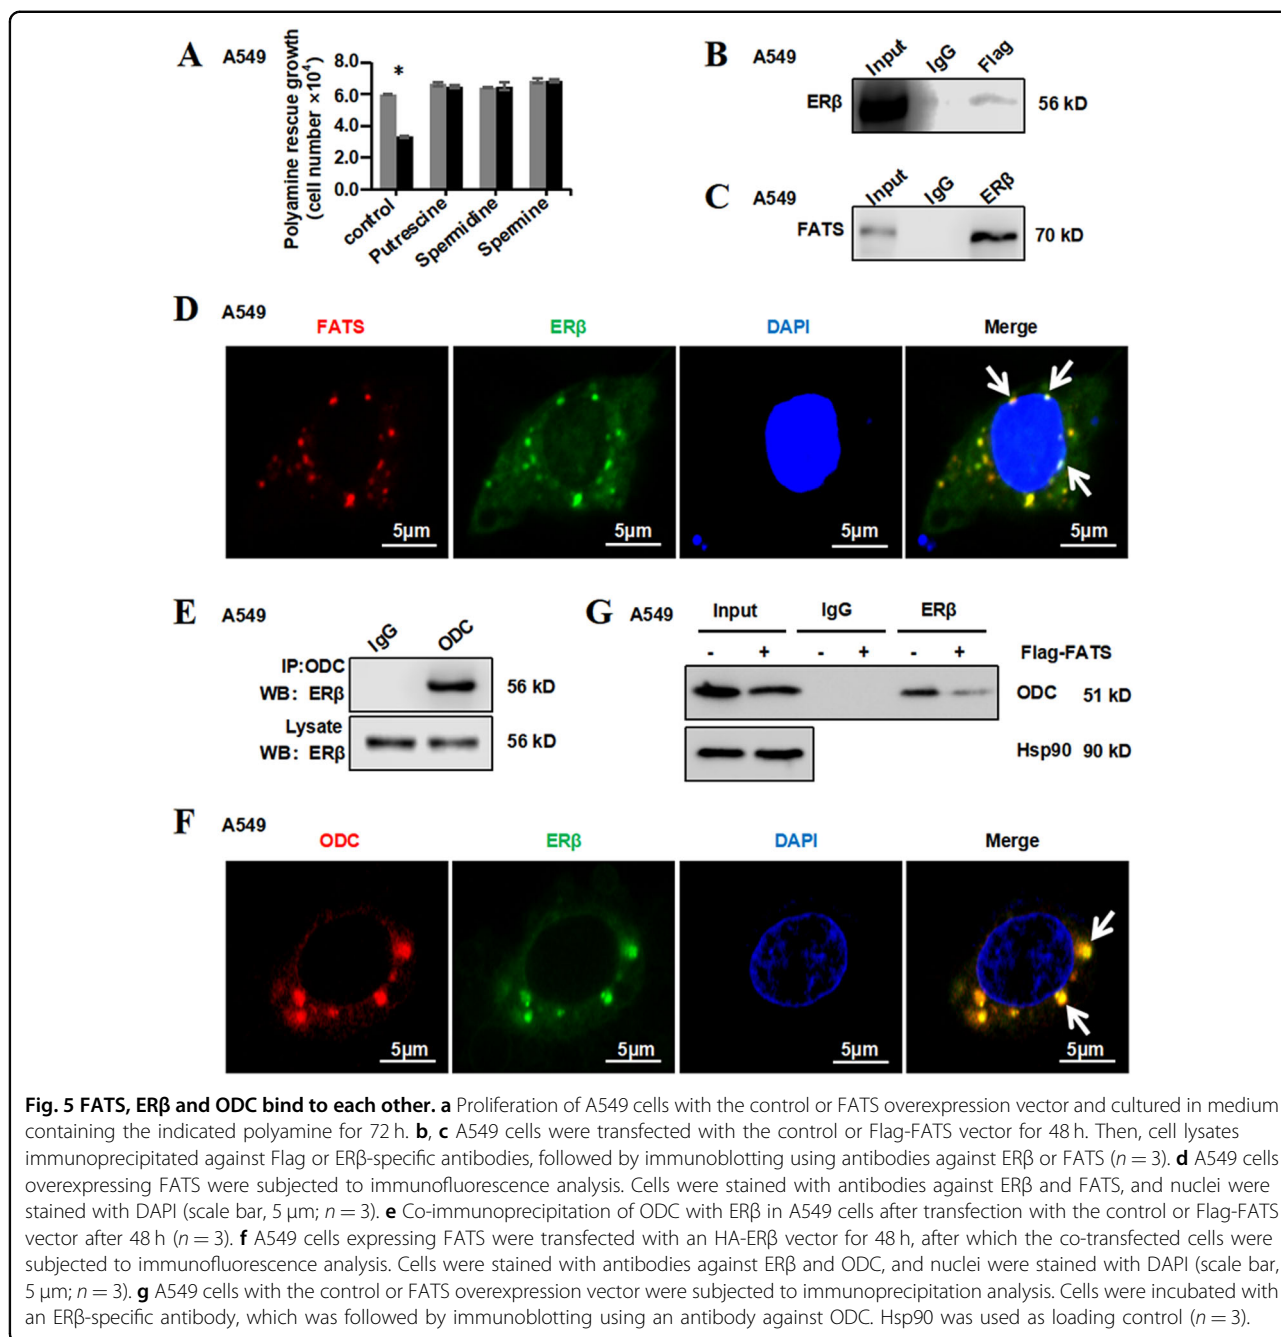 A A549
Polyamine rescue growth
(cell number ×10⁴)
8.0
6.0
4.0
2.0
0.0
*
control
Putrescine
Spermidine
Spermine
B A549
Input IgG Flag
ERβ 56 kD
C A549
Input IgG ERβ
FATS 70 kD
D A549
FATS ERβ DAPI Merge
5µm 5µm 5µm 5µm
E A549
IgG ODC
IP:ODC
WB: ERβ 56 kD
Lysate
WB: ERβ 56 kD
G A549 Input IgG ERβ
- + - + - + Flag-FATS
ODC 51 kD
Hsp90 90 kD
F A549
ODC ERβ DAPI Merge
5µm 5µm 5µm 5µm
Fig. 5 FATS, ERβ and ODC bind to each other. a Proliferation of A549 cells with the control or FATS overexpression vector and cultured in medium
containing the indicated polyamine for 72 h. b, c A549 cells were transfected with the control or Flag-FATS vector for 48 h. Then, cell lysates
immunoprecipitated against Flag or ERβ-specific antibodies, followed by immunoblotting using antibodies against ERβ or FATS (n = 3). d A549 cells
overexpressing FATS were subjected to immunofluorescence analysis. Cells were stained with antibodies against ERβ and FATS, and nuclei were
stained with DAPI (scale bar, 5 µm; n = 3). e Co-immunoprecipitation of ODC with ERβ in A549 cells after transfection with the control or Flag-FATS
vector after 48 h (n = 3). f A549 cells expressing FATS were transfected with an HA-ERβ vector for 48 h, after which the co-transfected cells were
subjected to immunofluorescence analysis. Cells were stained with antibodies against ERβ and ODC, and nuclei were stained with DAPI (scale bar,
5 µm; n = 3). g A549 cells with the control or FATS overexpression vector were subjected to immunoprecipitation analysis. Cells were incubated with
an ERβ-specific antibody, which was followed by immunoblotting using an antibody against ODC. Hsp90 was used as loading control (n = 3).